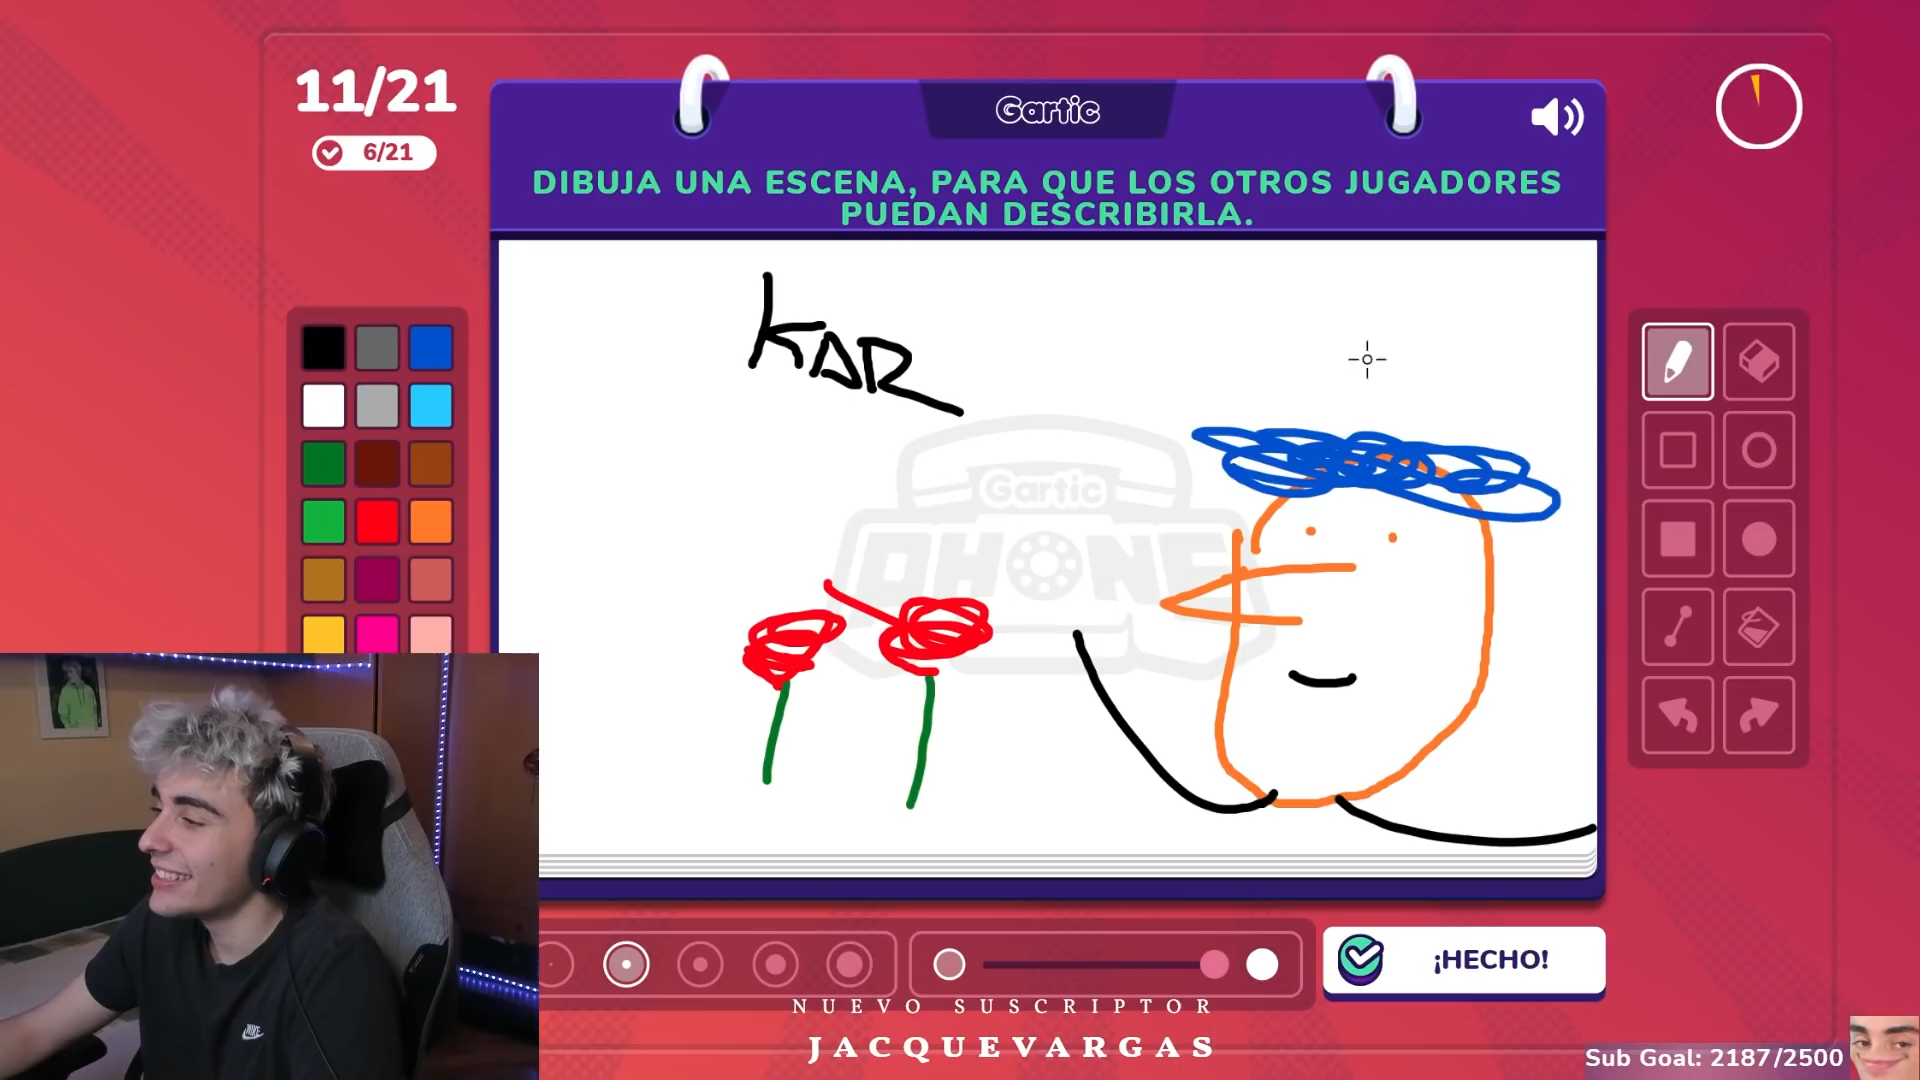 11/21
6/21
Gartic
DIBUJA UNA ESCENA, PARA QUE LOS OTROS JUGADORES
PUEDAN DESCRIBIRLA.
KAR
Gartic
PHONE
¡HECHO!
NUEVO SUSCRIPTOR
JACQUEVARGAS
Sub Goal: 2187/2500
NIKE